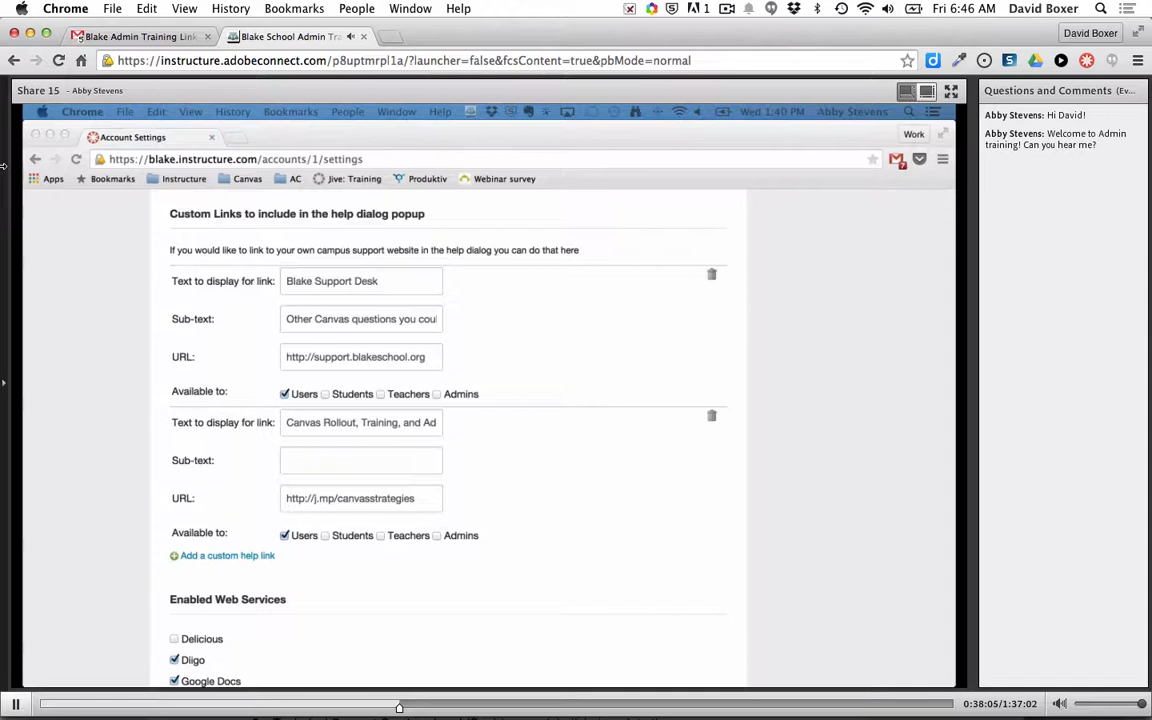 Chrome File Edit View History Bookmarks People Window Help 1 Fri 6:46 AM David Boxer
Blake Admin Training Link × Blake School Admin Tra × David Boxer
https://instructure.adobeconnect.com/p8uptmrpl1a/?launcher=false&fcsContent=true&pbMode=normal
Share 15 - Abby Stevens
Chrome File Edit View History Bookmarks People Window Help Wed 1:40 PM Abby Stevens
Account Settings × Work
https://blake.instructure.com/accounts/1/settings
Apps Bookmarks Instructure Canvas AC Jive: Training Produktiv Webinar survey
Custom Links to include in the help dialog popup
If you would like to link to your own campus support website in the help dialog you can do that here
Text to display for link: Blake Support Desk
Sub-text: Other Canvas questions you coul
URL: http://support.blakeschool.org
Available to: Users Students Teachers Admins
Text to display for link: Canvas Rollout, Training, and Ad
Sub-text:
URL: http://j.mp/canvasstrategies
Available to: Users Students Teachers Admins
Add a custom help link
Enabled Web Services
Delicious
Diigo
Google Docs
Questions and Comments (Ev...
Abby Stevens: Hi David!
Abby Stevens: Welcome to Admin
training! Can you hear me?
0:38:05/1:37:02